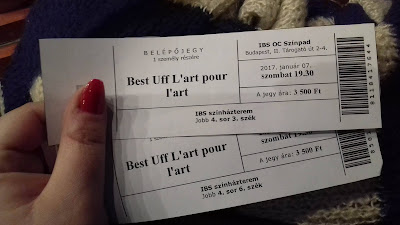 BELÉPŐJEGY
1 személy részére
Best Uff L'art pour
l'art
IBS OC Színpad
Budapest, III. Tárogató út 2-4.
2017. január 07.
szombat 19.30
A jegy ára: 3 500 Ft
IBS színházterem
Jobb 4. sor 3. szék
Best Uff L'art pour
l'art
szombat 19.30
A jegy ára: 3 500 Ft
IBS színházterem
Jobb 4. sor 6. szék